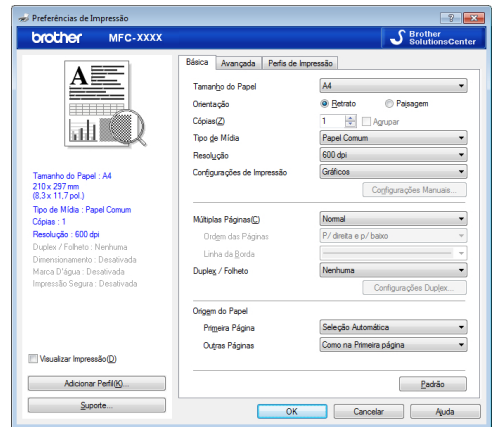 Preferências de Impressão
brother MFC-XXXX
Brother
SolutionsCenter
Tamanho do Papel : A4
210 x 297 mm
(8,3 x 11,7 pol.)
Tipo de Mídia : Papel Comum
Cópias : 1
Resolução : 600 dpi
Duplex / Folheto : Nenhuma
Dimensionamento : Desativada
Marca D'água : Desativada
Impressão Segura : Desativada
Visualizar Impressão(D)
Adicionar Perfil(K)...
Suporte...
Básica Avançada Perfis de Impressão
Tamanho do Papel A4
Orientação Retrato Paisagem
Cópias(Z) 1 Agrupar
Tipo de Mídia Papel Comum
Resolução 600 dpi
Configurações de Impressão Gráficos
Configurações Manuais...
Múltiplas Páginas(C) Normal
Ordem das Páginas P/ direita e p/ baixo
Linha da Borda
Duplex / Folheto Nenhuma
Configurações Duplex...
Origem do Papel
Primeira Página Seleção Automática
Outras Páginas Como na Primeira página
Padrão
OK Cancelar Ajuda